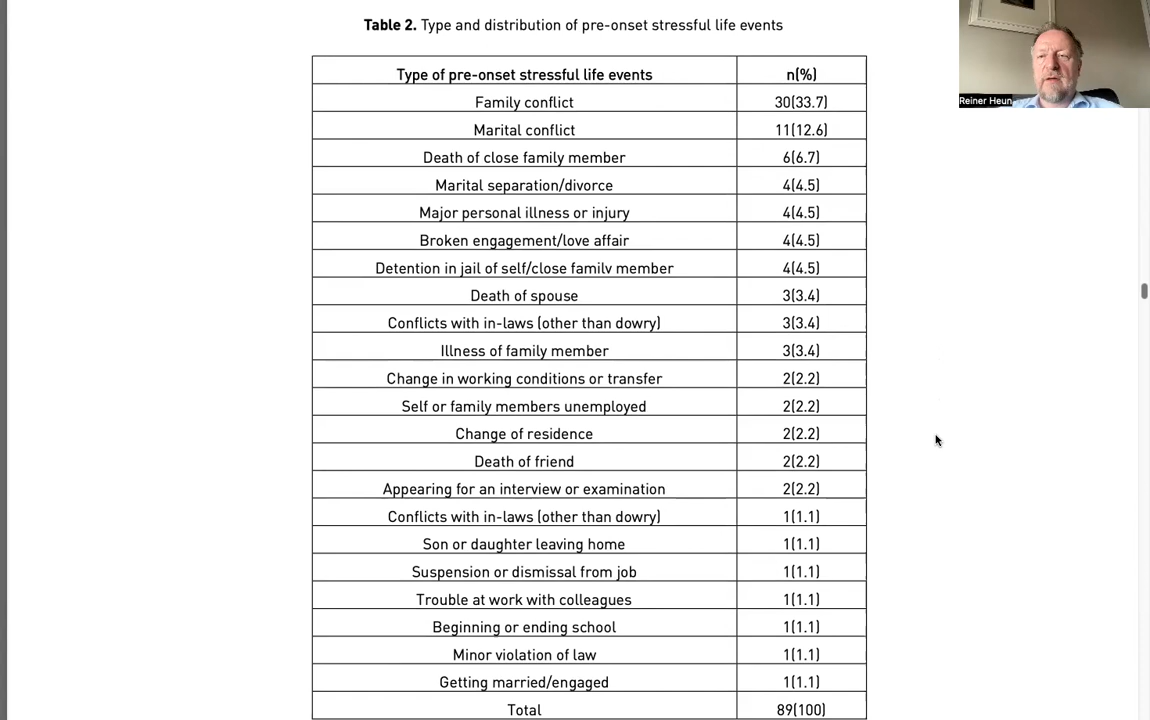 Table 2. Type and distribution of pre-onset stressful life events
Reiner Heun
Type of pre-onset stressful life events n(%)
Family conflict 30(33.7)
Marital conflict 11(12.6)
Death of close family member 6(6.7)
Marital separation/divorce 4(4.5)
Major personal illness or injury 4(4.5)
Broken engagement/love affair 4(4.5)
Detention in jail of self/close family member 4(4.5)
Death of spouse 3(3.4)
Conflicts with in-laws (other than dowry) 3(3.4)
Illness of family member 3(3.4)
Change in working conditions or transfer 2(2.2)
Self or family members unemployed 2(2.2)
Change of residence 2(2.2)
Death of friend 2(2.2)
Appearing for an interview or examination 2(2.2)
Conflicts with in-laws (other than dowry) 1(1.1)
Son or daughter leaving home 1(1.1)
Suspension or dismissal from job 1(1.1)
Trouble at work with colleagues 1(1.1)
Beginning or ending school 1(1.1)
Minor violation of law 1(1.1)
Getting married/engaged 1(1.1)
Total 89(100)